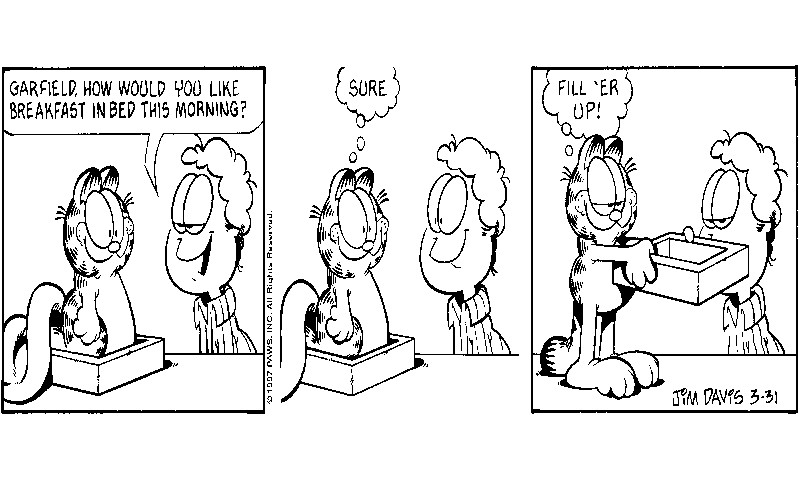 GARFIELD, HOW WOULD YOU LIKE
BREAKFAST IN BED THIS MORNING?
© 1997 PAWS, INC. All Rights Reserved.
SURE
FILL 'ER
UP!
JIM DAVIS 3-31